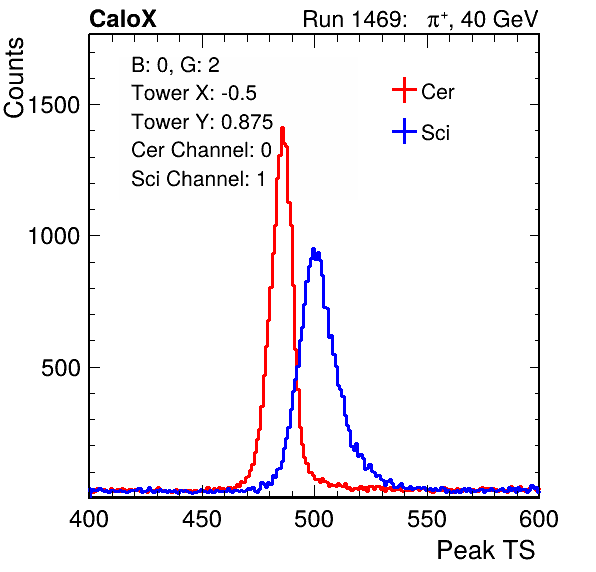 CaloX Run 1469: π⁺, 40 GeV
Counts
B: 0, G: 2
Tower X: -0.5
Tower Y: 0.875
Cer Channel: 0
Sci Channel: 1
Cer
Sci
1500
1000
500
400 450 500 550 600
Peak TS